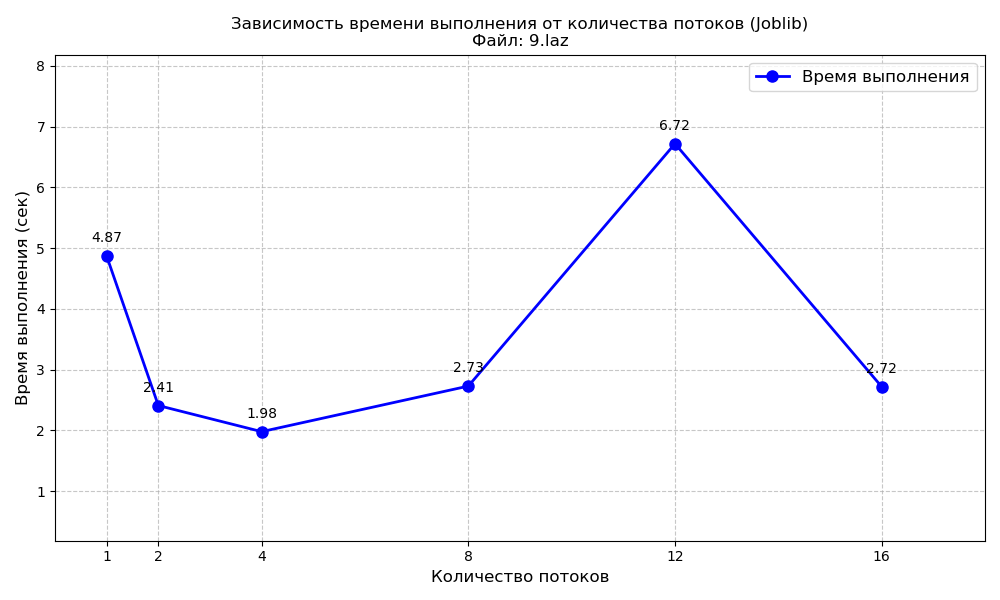 Зависимость времени выполнения от количества потоков (Joblib)
Файл: 9.laz
Время выполнения
8
7
6
5
4
3
2
1
Время выполнения (сек)
4.87
2.41
1.98
2.73
6.72
2.72
1 2 4 8 12 16
Количество потоков